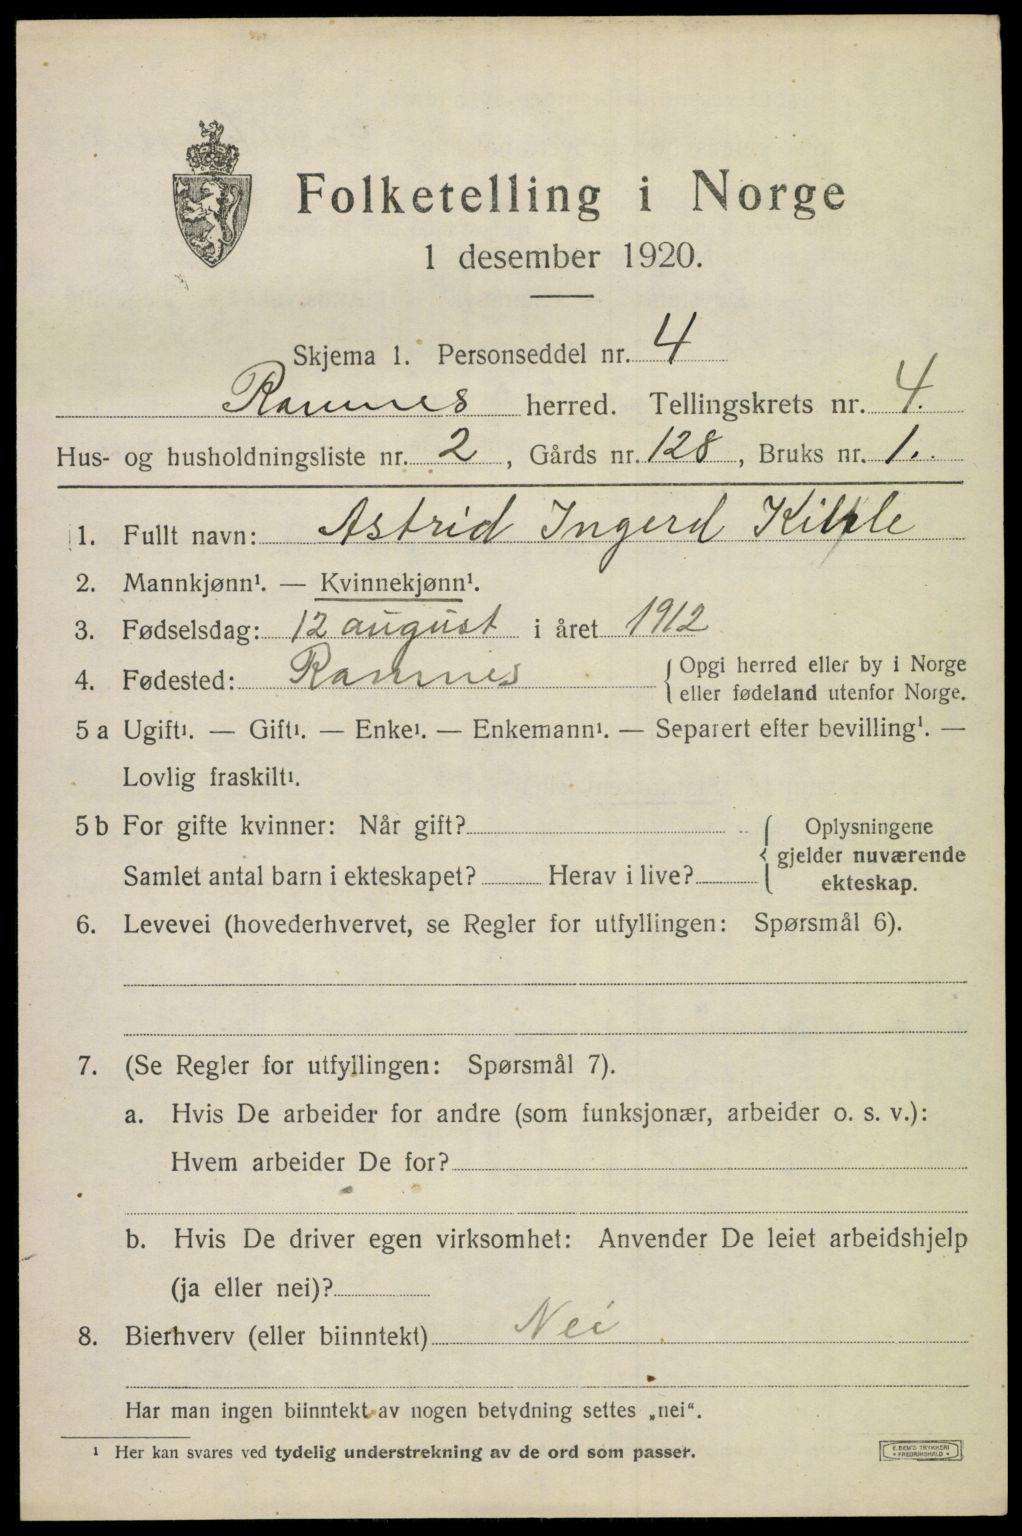 Folketelling i Norge
1 desember 1920.
Skjema 1. Personseddel nr. 4
Ramnes herred. Tellingskrets nr. 4.
Hus- og husholdningsliste nr. 2, Gårds nr. 128, Bruks nr. 1.
1. Fullt navn: Astrid Ingerd
2. Mannkjønn¹. — Kvinnekjønn¹.
3. Fødselsdag: 12 august i året 1912
4. Fødested: Ramnes { Opgi herred eller by i Norge
eller fødeland utenfor Norge.
5 a Ugift¹. — Gift¹. — Enke¹. — Enkemann¹. — Separert efter bevilling¹. —
Lovlig fraskilt¹.
5 b For gifte kvinner: Når gift? { Oplysningene
gjelder nuværende
Samlet antal barn i ekteskapet? Herav i live? ekteskap.
6. Levevei (hovederhvervet, se Regler for utfyllingen: Spørsmål 6).
7. (Se Regler for utfyllingen: Spørsmål 7).
a. Hvis De arbeider for andre (som funksjonær, arbeider o. s. v.):
Hvem arbeider De for?
b. Hvis De driver egen virksomhet: Anvender De leiet arbeidshjelp
(ja eller nei)?
8. Bierhverv (eller biinntekt) Nei
Har man ingen biinntekt av nogen betydning settes „nei“.
¹ Her kan svares ved tydelig understrekning av de ord som passer.
E. SEM'S TRYKKERI
• FREDRIKSHALD •